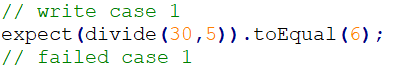 // write case 1
expect(divide(30,5)).toEqual(6);
// failed case 1